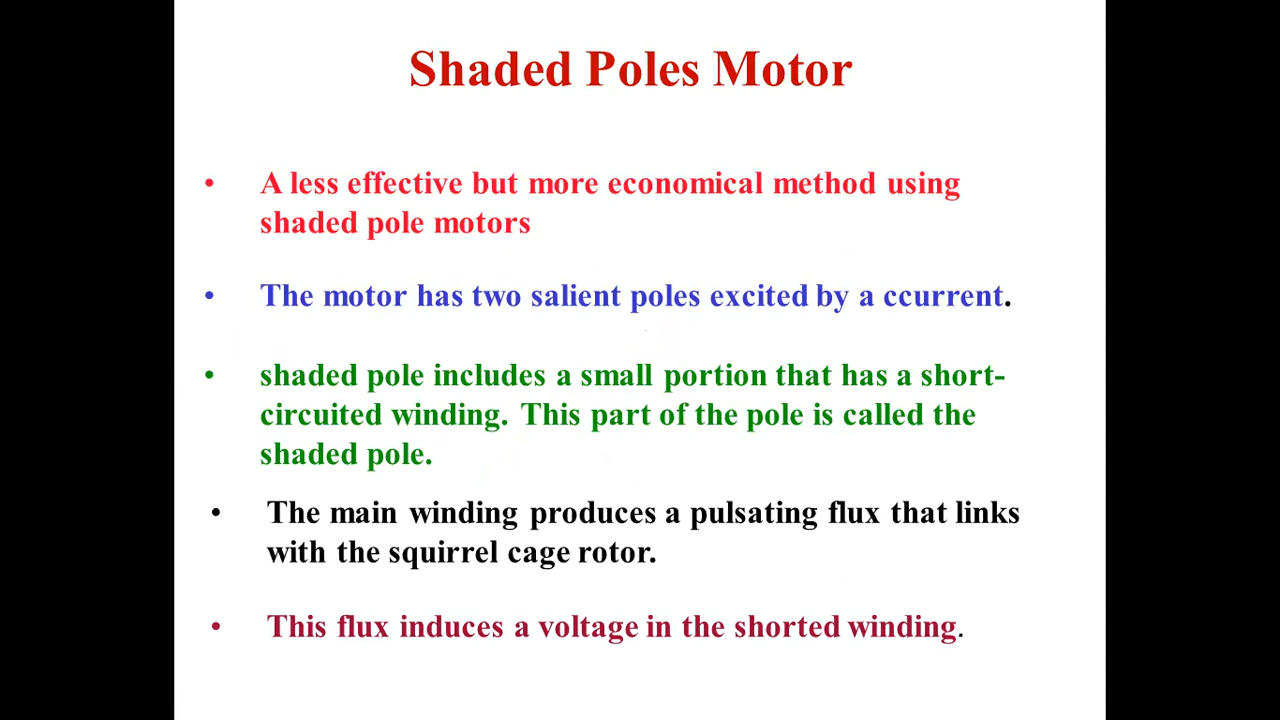 Shaded Poles Motor
• A less effective but more economical method using
shaded pole motors
• The motor has two salient poles excited by a ccurrent.
• shaded pole includes a small portion that has a short-
circuited winding. This part of the pole is called the
shaded pole.
• The main winding produces a pulsating flux that links
with the squirrel cage rotor.
• This flux induces a voltage in the shorted winding.